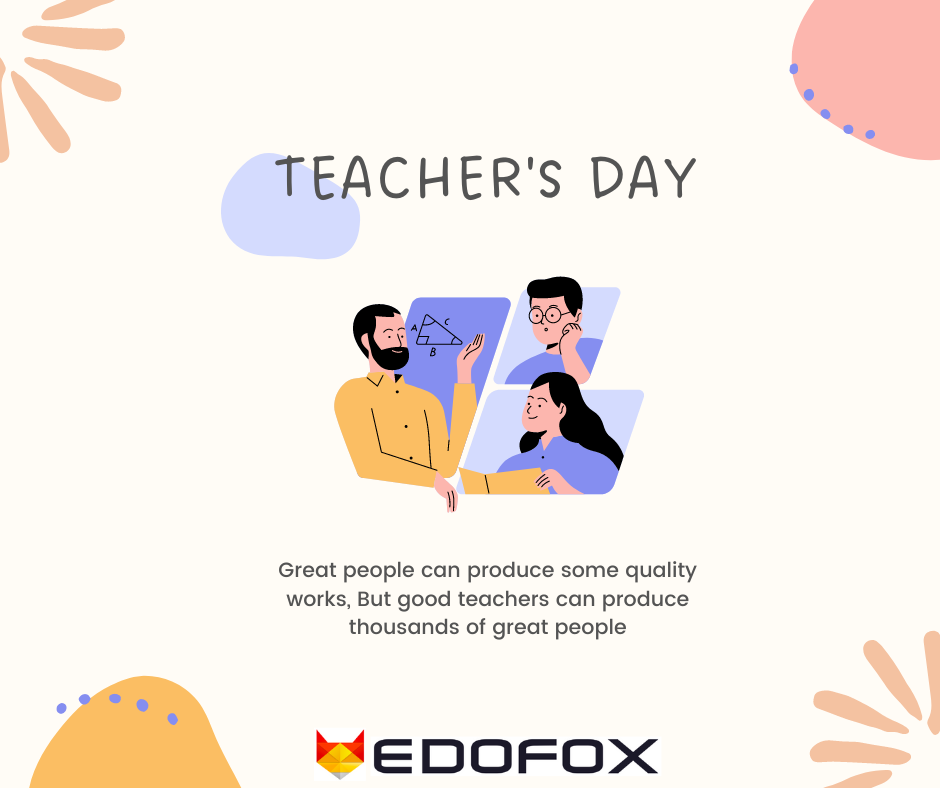 TEACHER'S DAY
A
C
B
Great people can produce some quality
works, But good teachers can produce
thousands of great people
EDOFOX